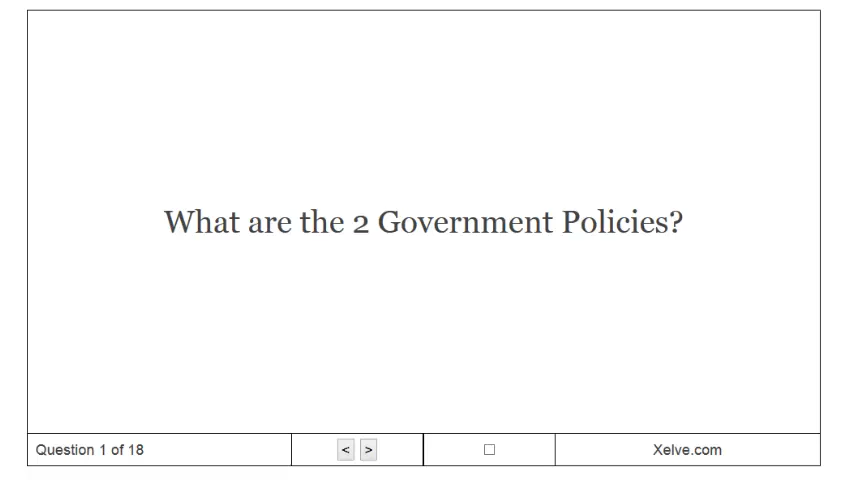 What are the 2 Government Policies?
Question 1 of 18
< >
Xelve.com